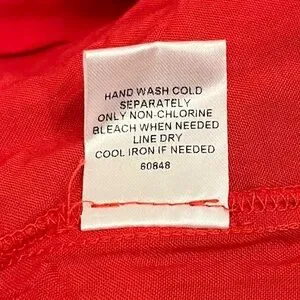 HAND WASH COLD
SEPARATELY
ONLY NON-CHLORINE
BLEACH WHEN NEEDED
LINE DRY
COOL IRON IF NEEDED
60848